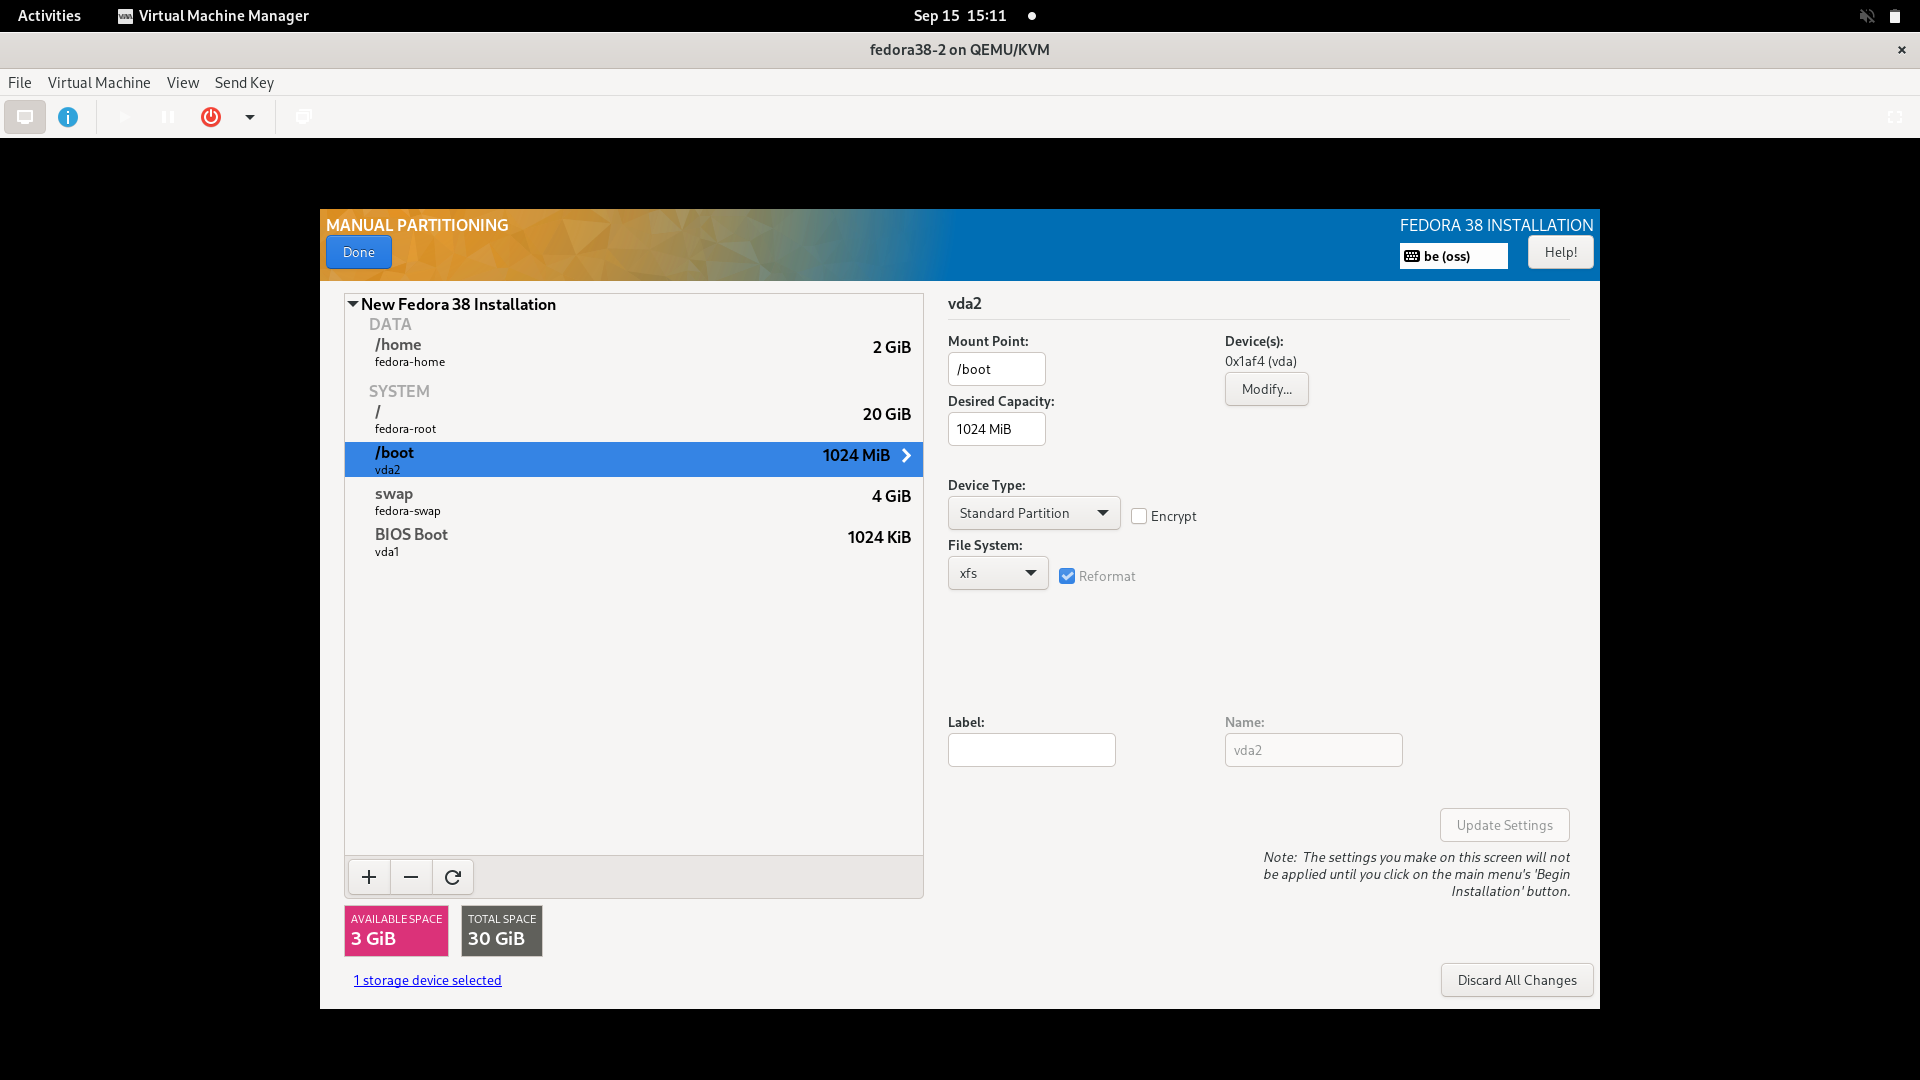 Activities
Virtual Machine Manager
Sep 15 15:11
fedora38-2 on QEMU/KVM
File Virtual Machine View Send Key
MANUAL PARTITIONING
FEDORA 38 INSTALLATION
Done
be (oss)
Help!
New Fedora 38 Installation
DATA
/home
2 GiB
fedora-home
SYSTEM
/
20 GiB
fedora-root
/boot
1024 MiB
vda2
swap
4 GiB
fedora-swap
BIOS Boot
1024 KiB
vda1
AVAILABLE SPACE
3 GiB
TOTAL SPACE
30 GiB
1 storage device selected
vda2
Mount Point:
/boot
Device(s):
0x1af4 (vda)
Modify...
Desired Capacity:
1024 MiB
Device Type:
Standard Partition
Encrypt
File System:
xfs
Reformat
Label:
Name:
vda2
Update Settings
Note: The settings you make on this screen will not
be applied until you click on the main menu's 'Begin
Installation' button.
Discard All Changes